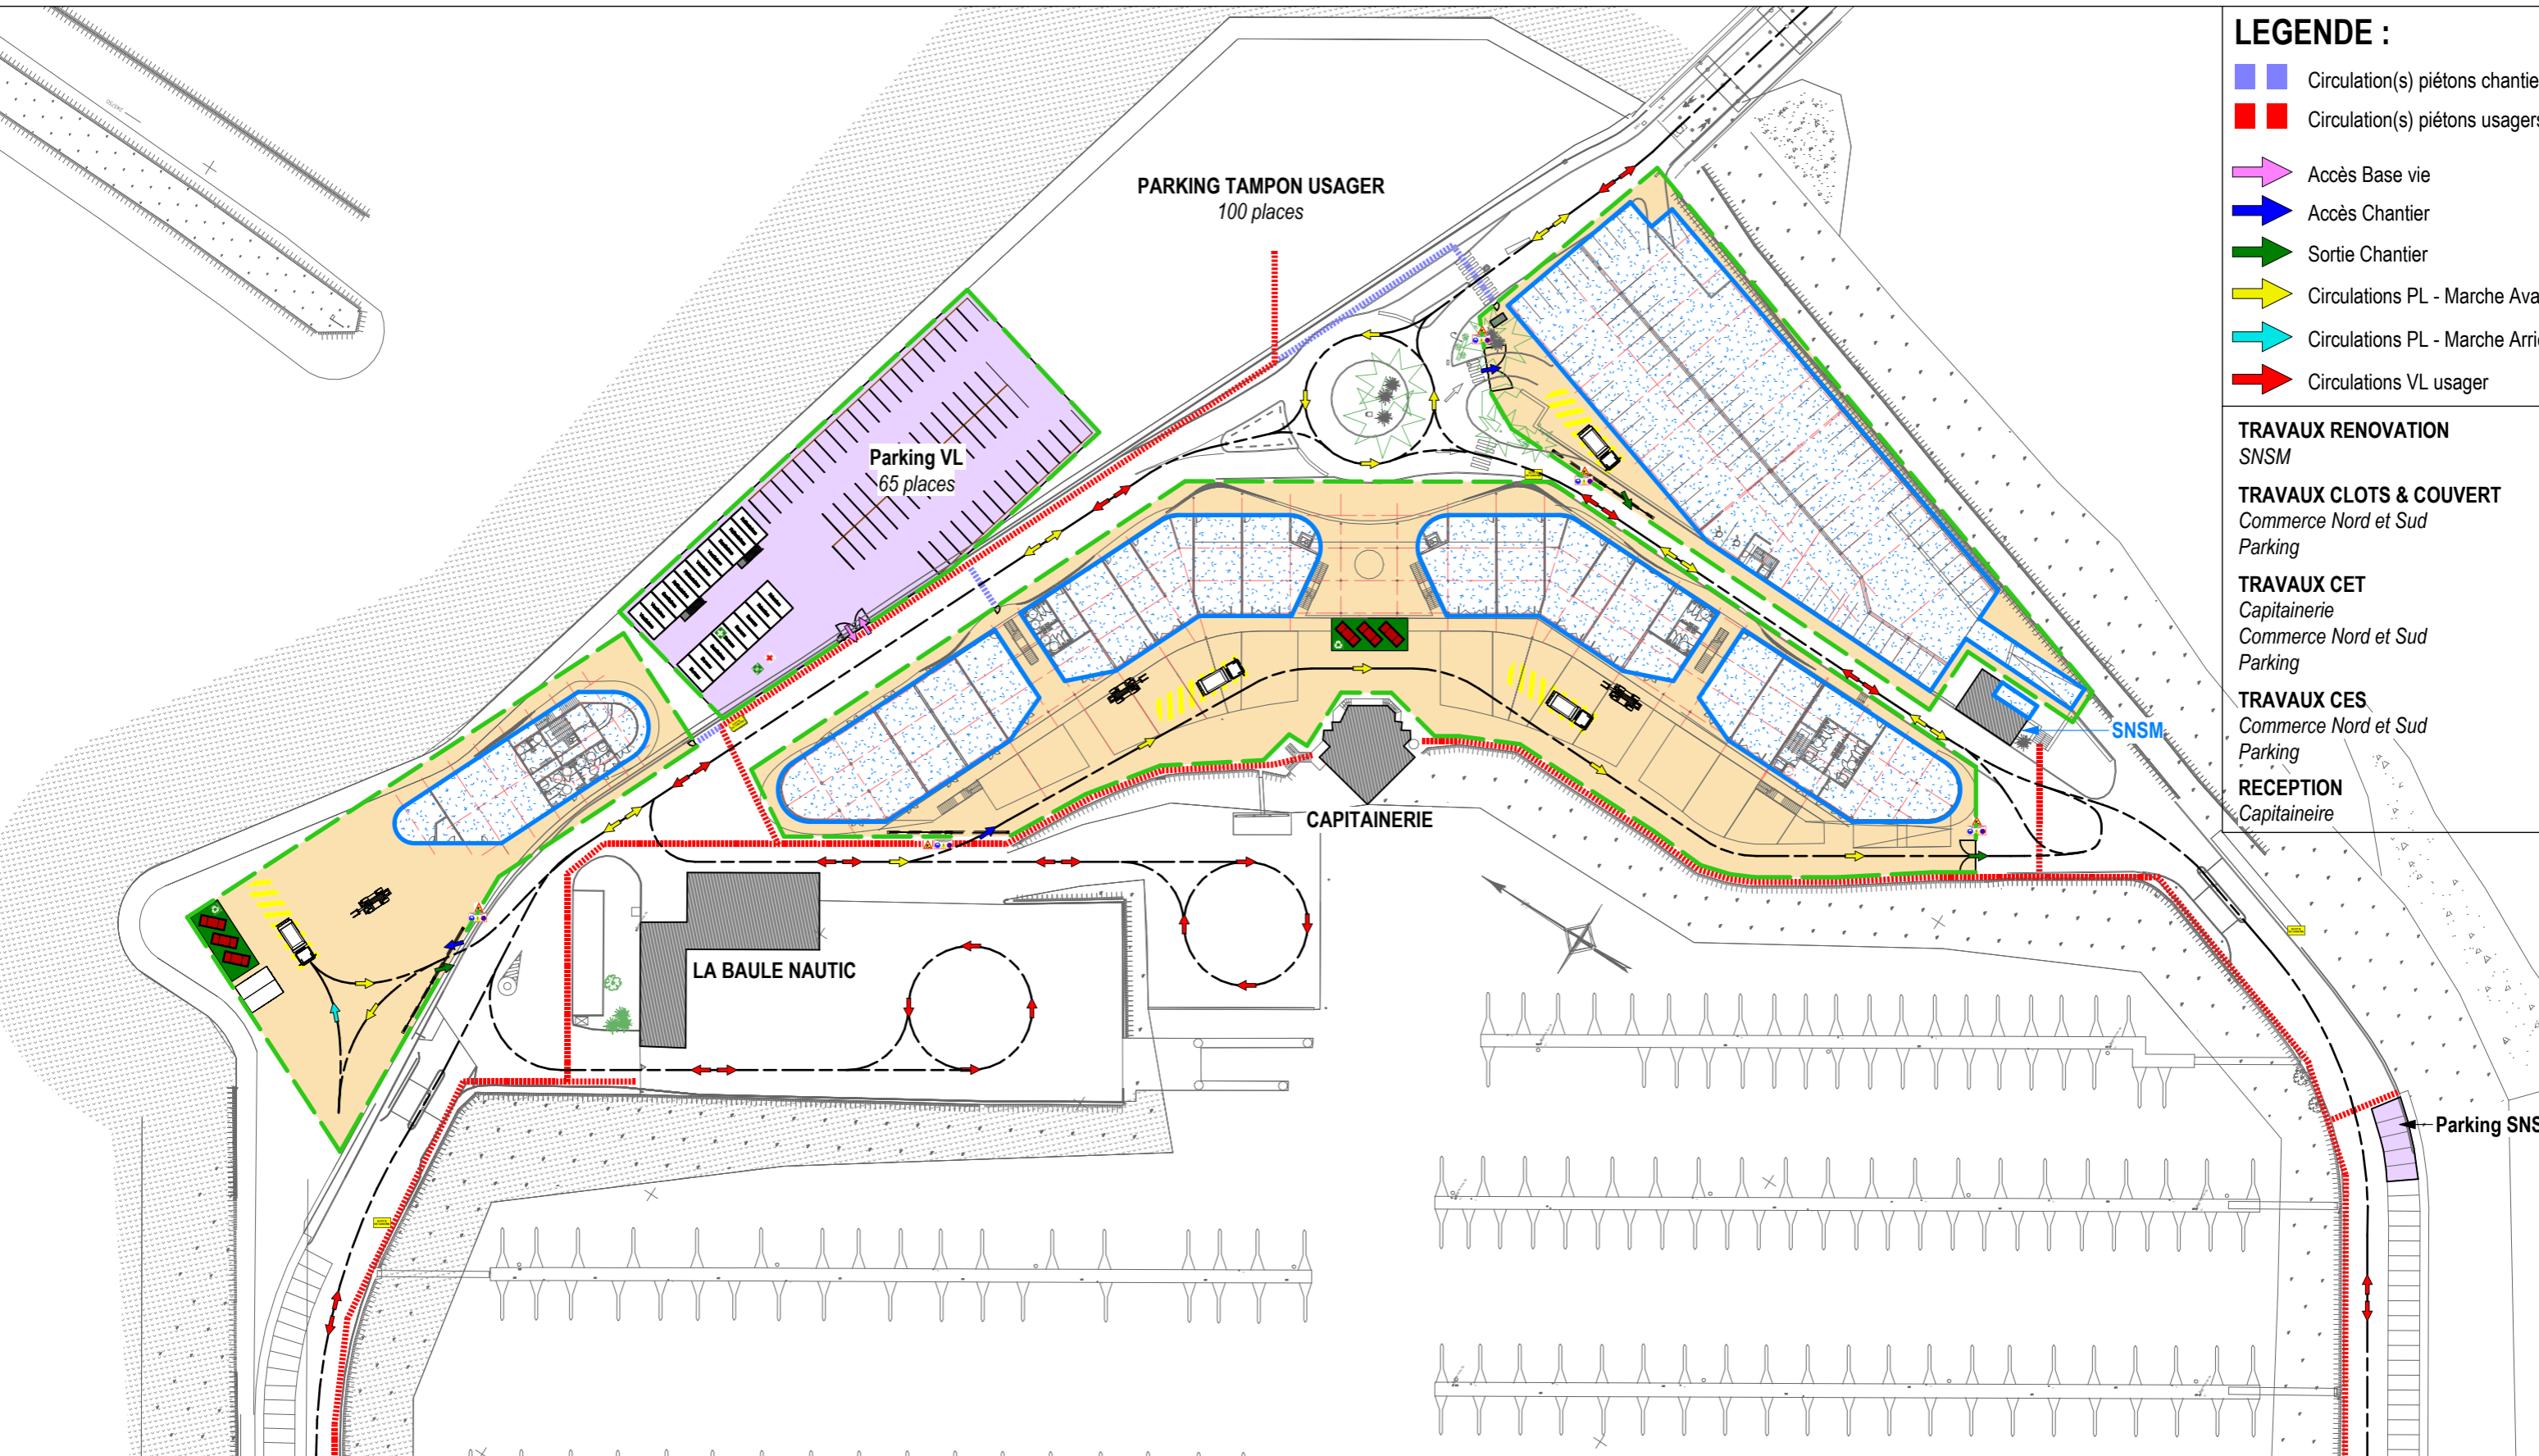 LEGENDE :
Circulation(s) piétons chantie
Circulation(s) piétons usagers
Accès Base vie
Accès Chantier
Sortie Chantier
Circulations PL - Marche Ava
Circulations PL - Marche Arriè
Circulations VL usager
TRAVAUX RENOVATION
SNSM
TRAVAUX CLOTS & COUVERT
Commerce Nord et Sud
Parking
TRAVAUX CET
Capitainerie
Commerce Nord et Sud
Parking
TRAVAUX CES
Commerce Nord et Sud
Parking
RECEPTION
Capitaineire
PARKING TAMPON USAGER
100 places
Parking VL
65 places
SNSM
CAPITAINERIE
LA BAULE NAUTIC
Parking SNS